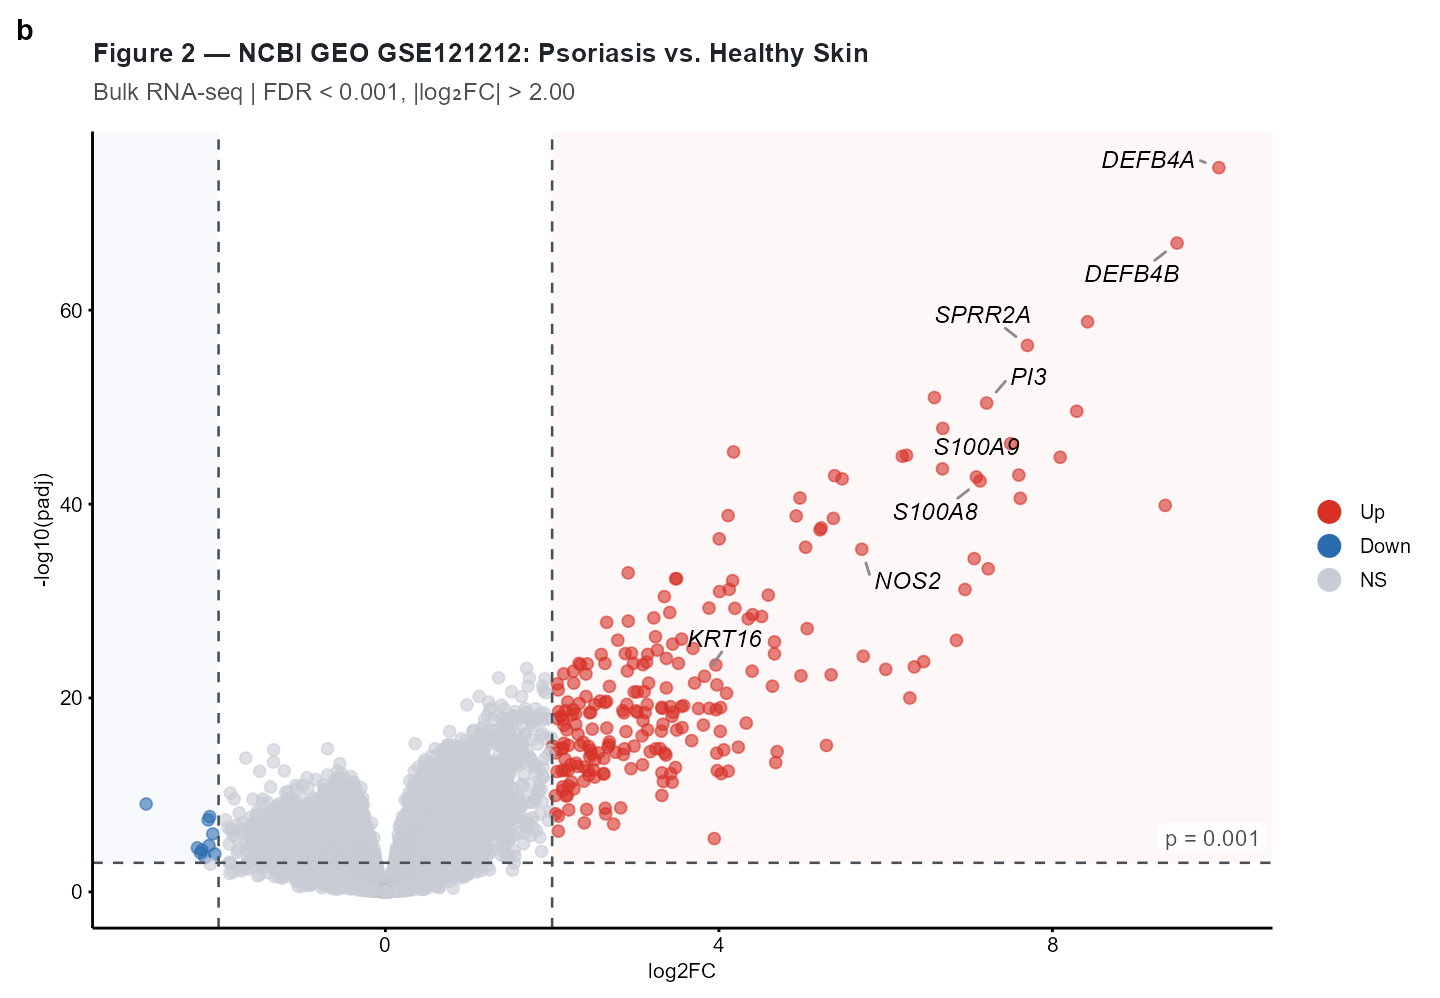 b
Figure 2 — NCBI GEO GSE121212: Psoriasis vs. Healthy Skin
Bulk RNA-seq | FDR < 0.001, |log₂FC| > 2.00
DEFB4A
DEFB4B
SPRR2A
PI3
S100A9
S100A8
NOS2
KRT16
p = 0.001
60
40
20
0
-log10(padj)
0
4
8
log2FC
Up
Down
NS